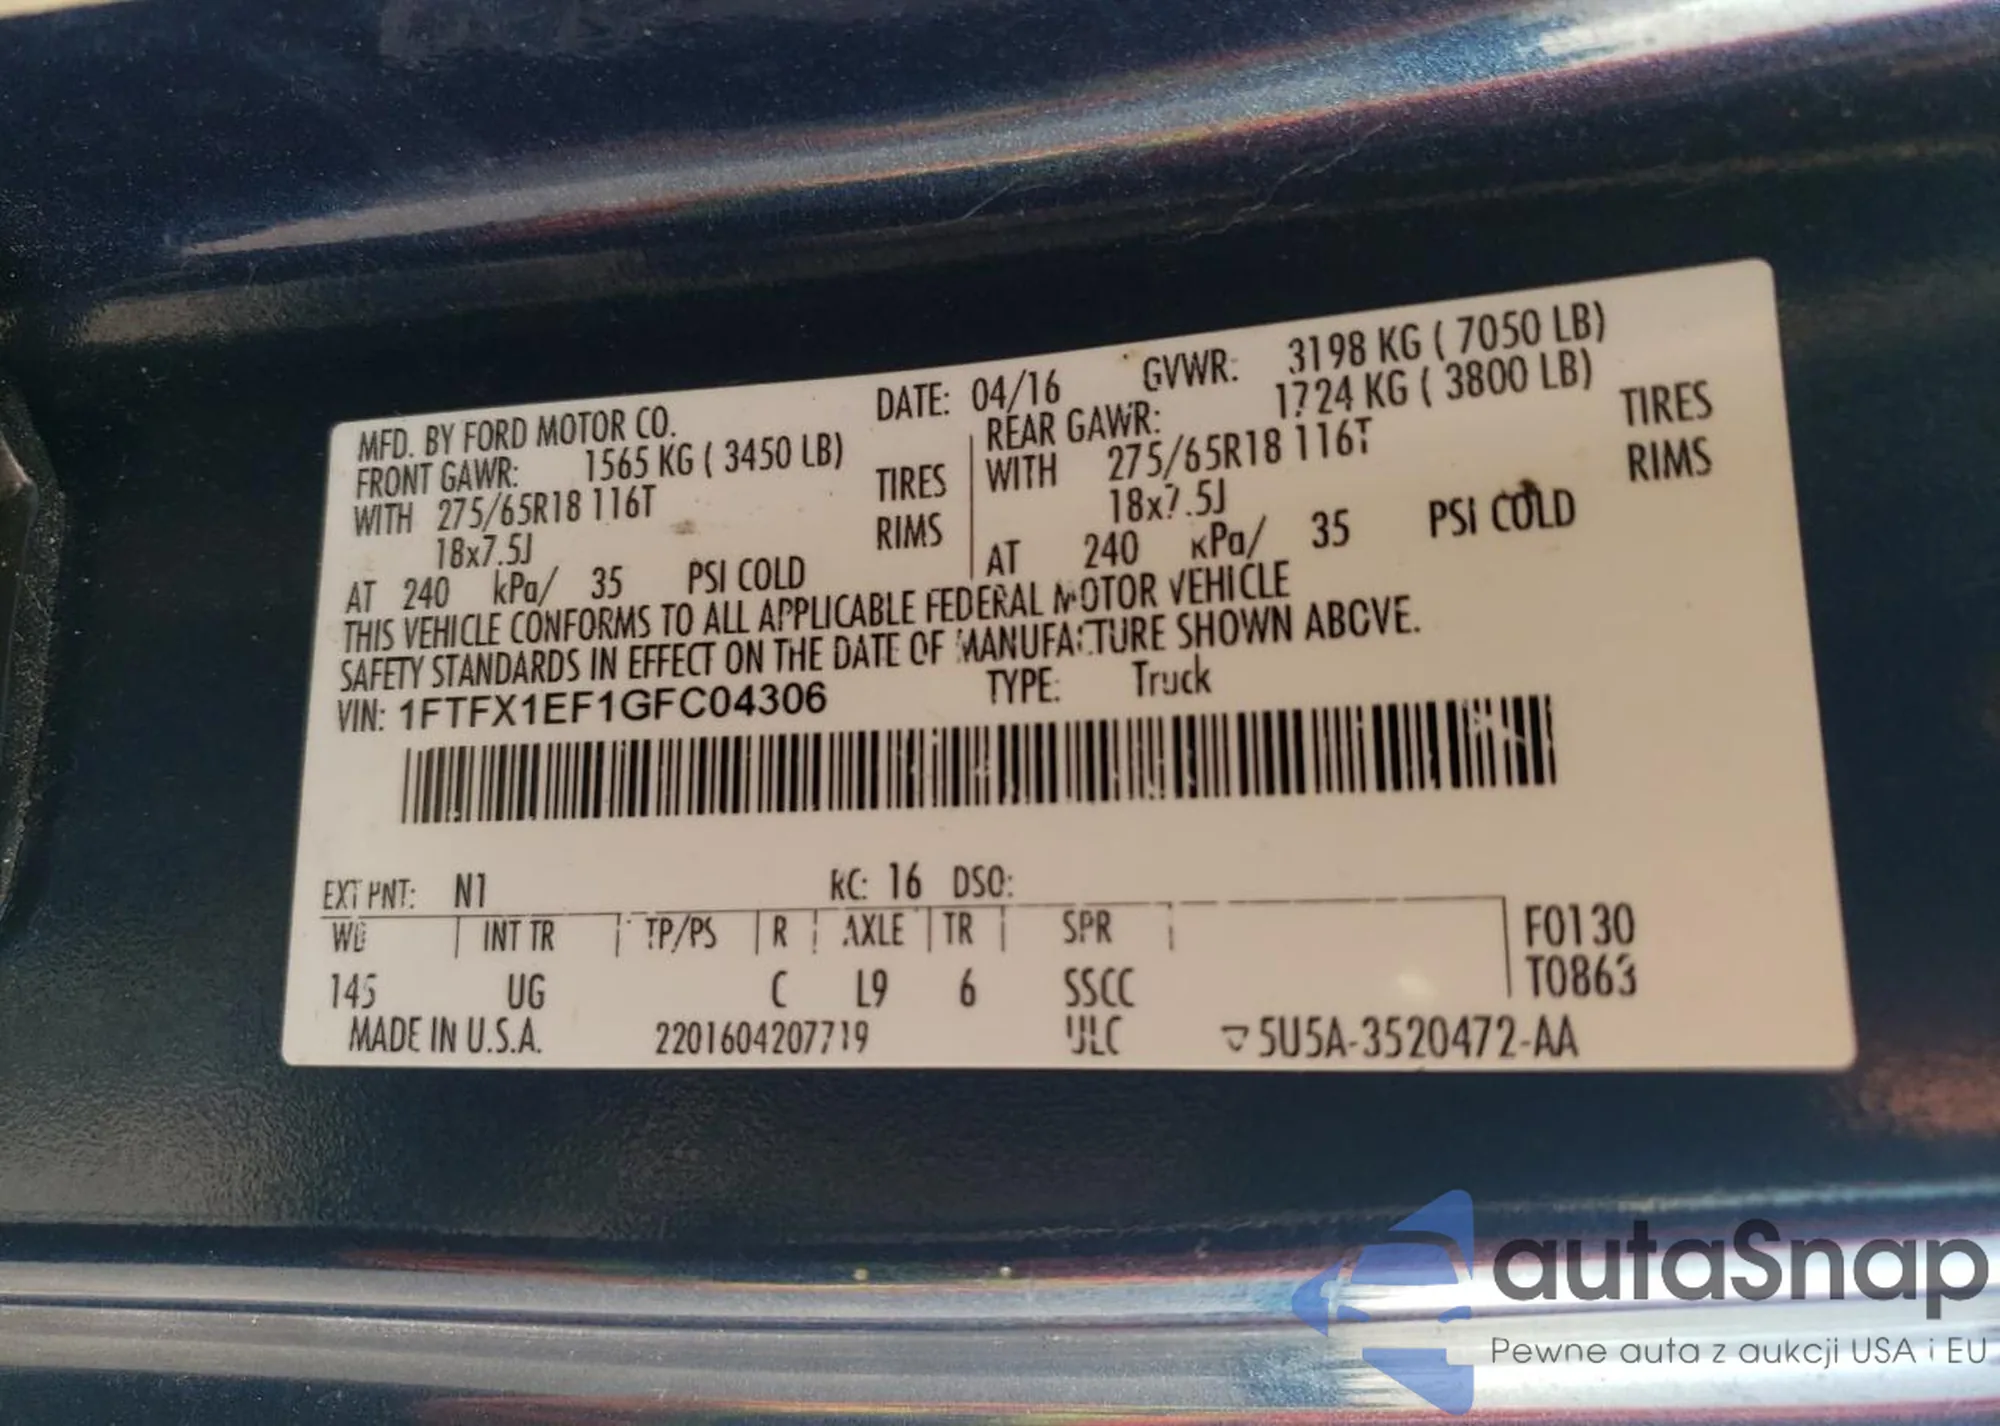 MFD. BY FORD MOTOR CO.
DATE: 04/16
GVWR: 3198 KG ( 7050 LB)
FRONT GAWR: 1565 KG ( 3450 LB)
REAR GAWR: 1724 KG ( 3800 LB)
WITH 275/65R18 116T TIRES
WITH 275/65R18 116T TIRES
18x7.5J RIMS
18x7.5J RIMS
AT 240 kPa/ 35 PSI COLD
AT 240 kPa/ 35 PSI COLD
THIS VEHICLE CONFORMS TO ALL APPLICABLE FEDERAL MOTOR VEHICLE
SAFETY STANDARDS IN EFFECT ON THE DATE OF MANUFACTURE SHOWN ABOVE.
VIN: 1FTFX1EF1GFC04306
TYPE: Truck
EXT PNT: N1 RC: 16 DSO:
WB INT TR TP/PS R AXLE TR SPR F0130
145 UG C L9 6 SSCC T0863
MADE IN U.S.A. 2201604207719 ULC 5U5A-3520472-AA
autaSnap
Pewne auta z aukcji USA i EU